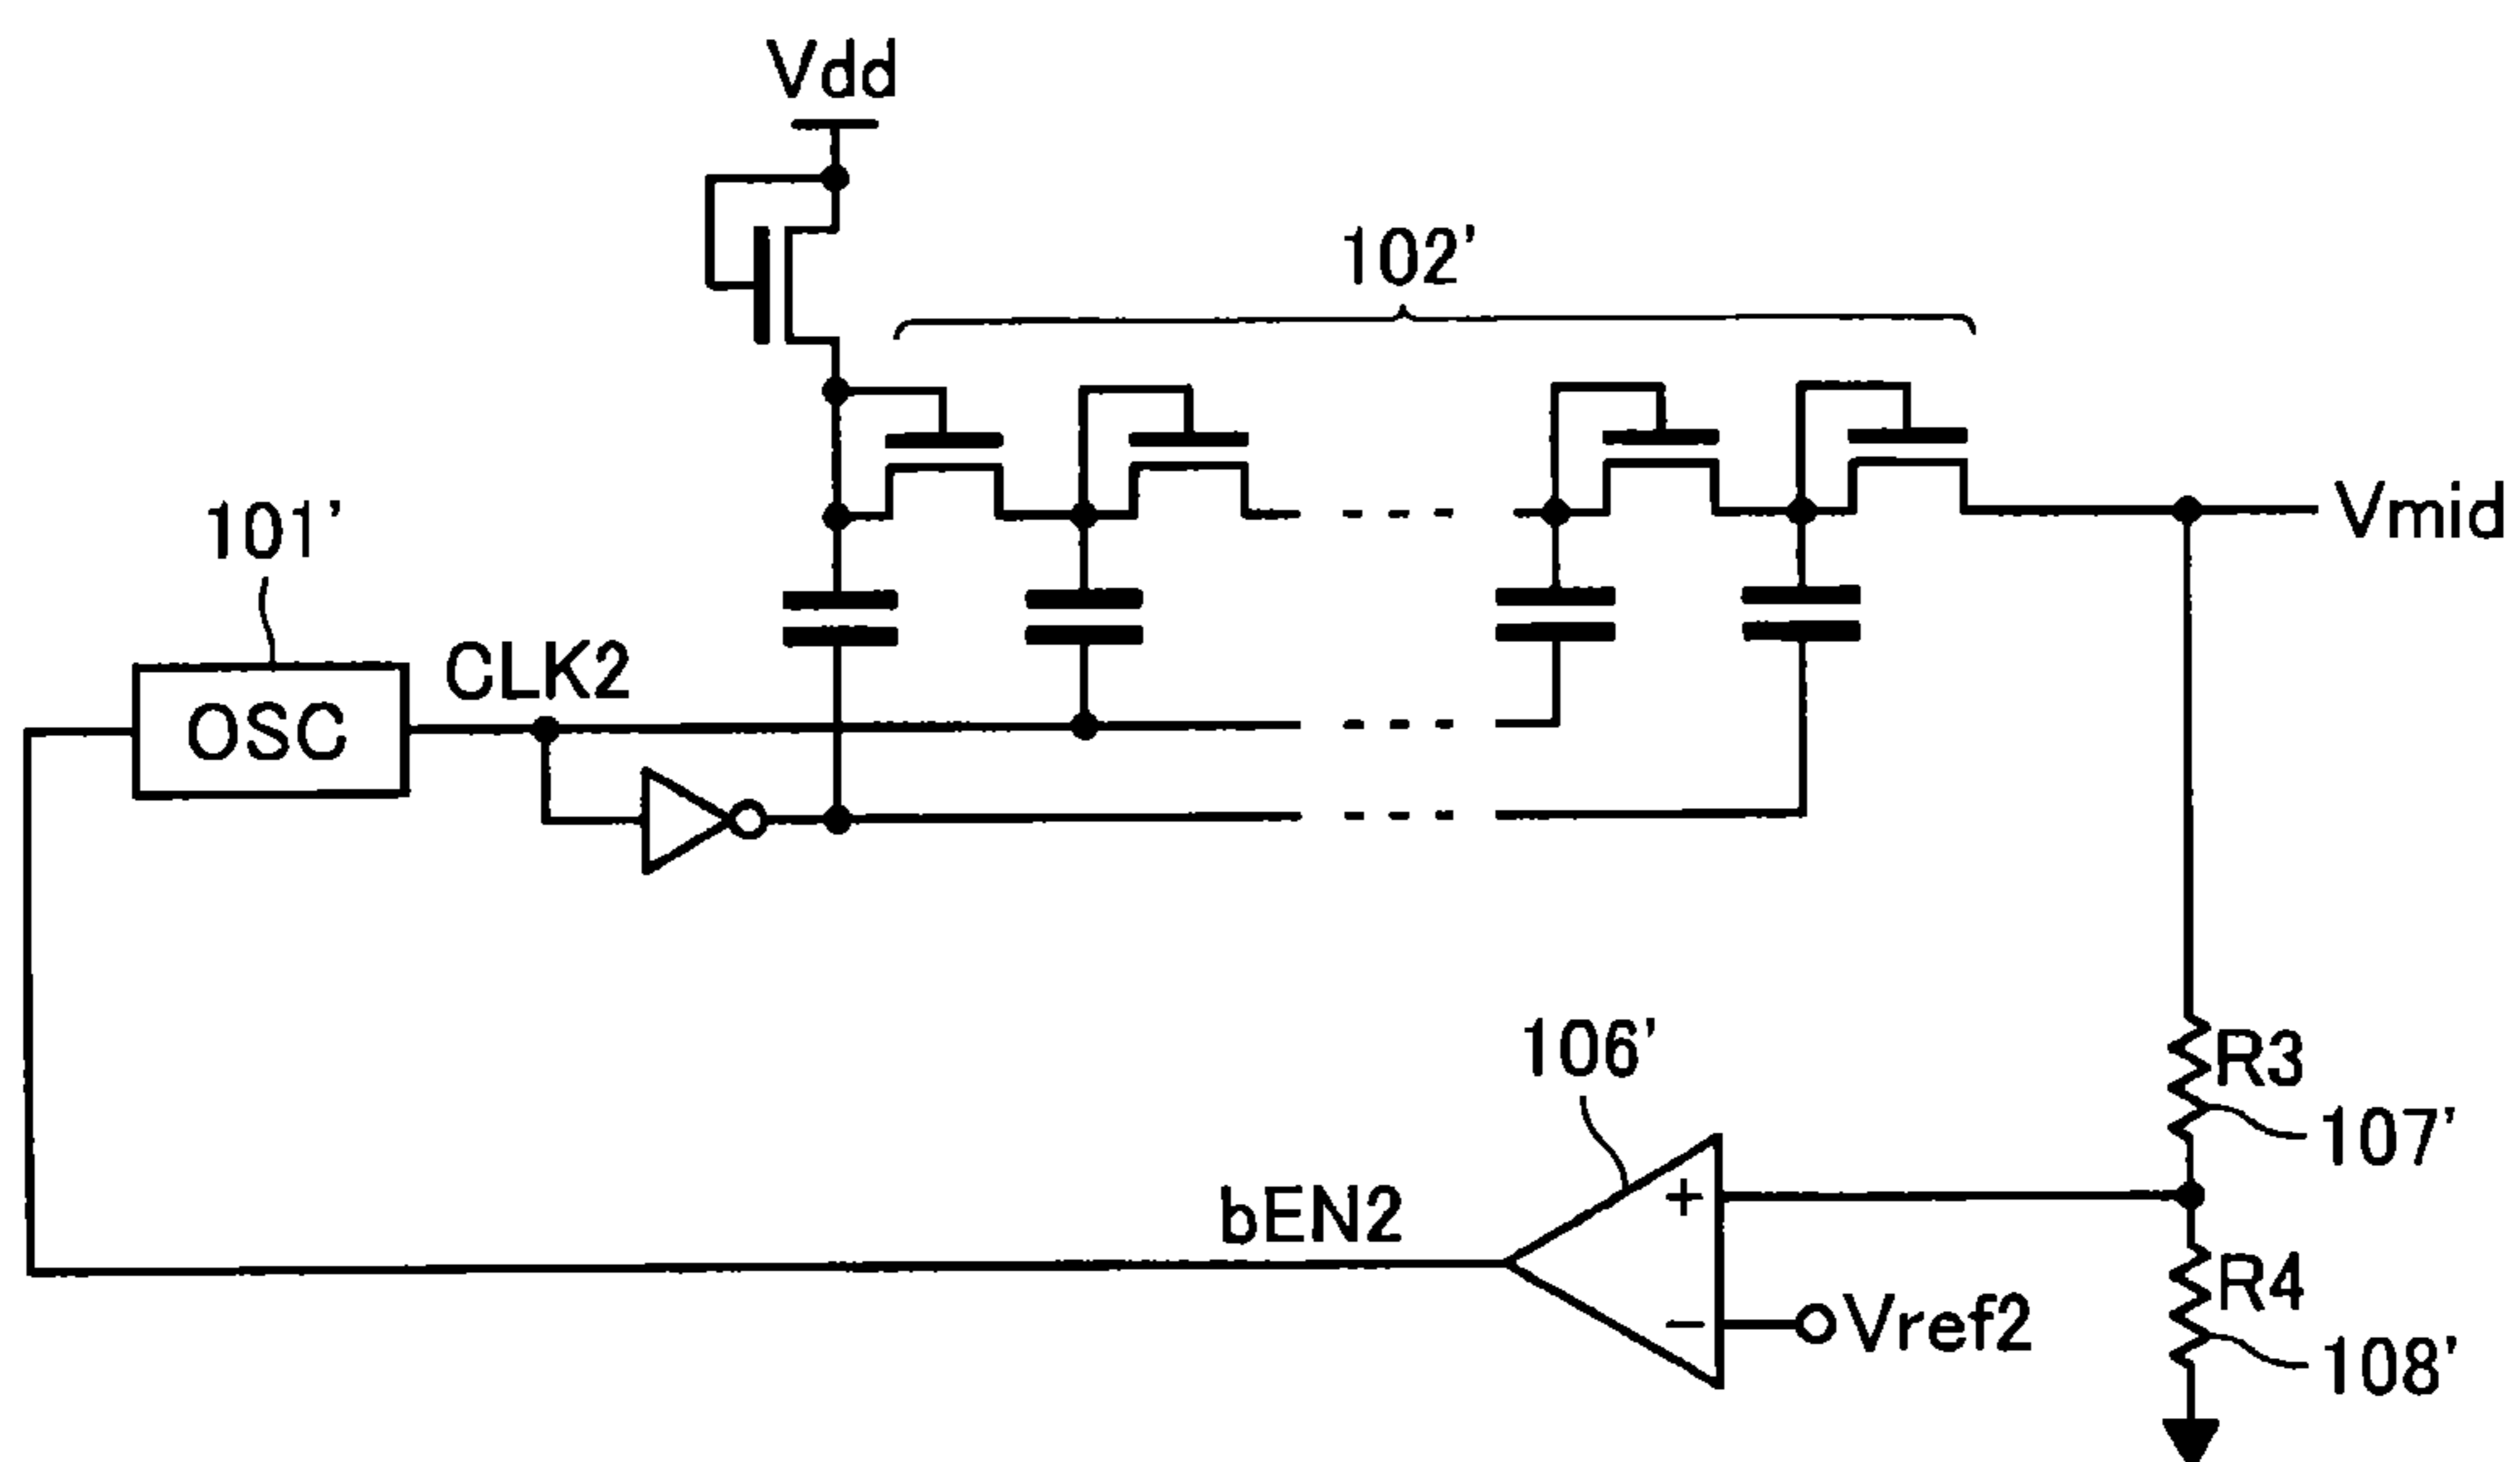 Vdd
102'
Vmid
101'
CLK2
OSC
106'
R3
107'
+
bEN2
R4
−
Vref2
108'